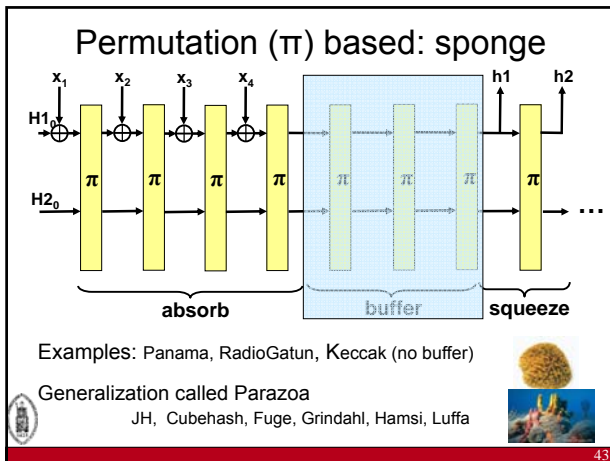 Permutation (π) based: sponge
x1 x2 x3 x4 h1 h2
H10
π π π π π π π π
H20
...
absorb buffer squeeze
Examples: Panama, RadioGatun, Keccak (no buffer)
Generalization called Parazoa
JH, Cubehash, Fuge, Grindahl, Hamsi, Luffa
43